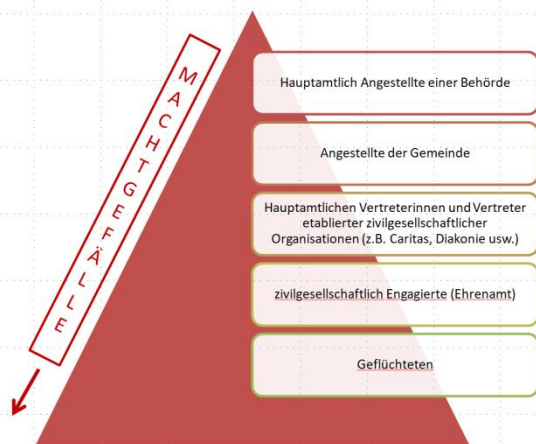 MACHTGEFÄLLE
Hauptamtlich Angestellte einer Behörde
Angestellte der Gemeinde
Hauptamtlichen Vertreterinnen und Vertreter
etablierter zivilgesellschaftlicher
Organisationen (z.B. Caritas, Diakonie usw.)
zivilgesellschaftlich Engagierte (Ehrenamt)
Geflüchteten